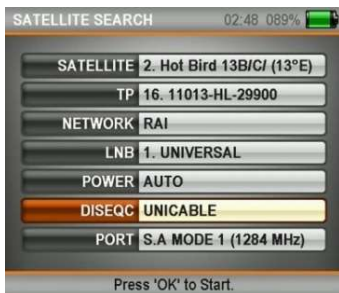 SATELLITE SEARCH 02:48 089%
SATELLITE 2. Hot Bird 13B/C/ (13°E)
TP 16. 11013-HL-29900
NETWORK RAI
LNB 1. UNIVERSAL
POWER AUTO
DISEQC UNICABLE
PORT S.A MODE 1 (1284 MHz)
Press 'OK' to Start.